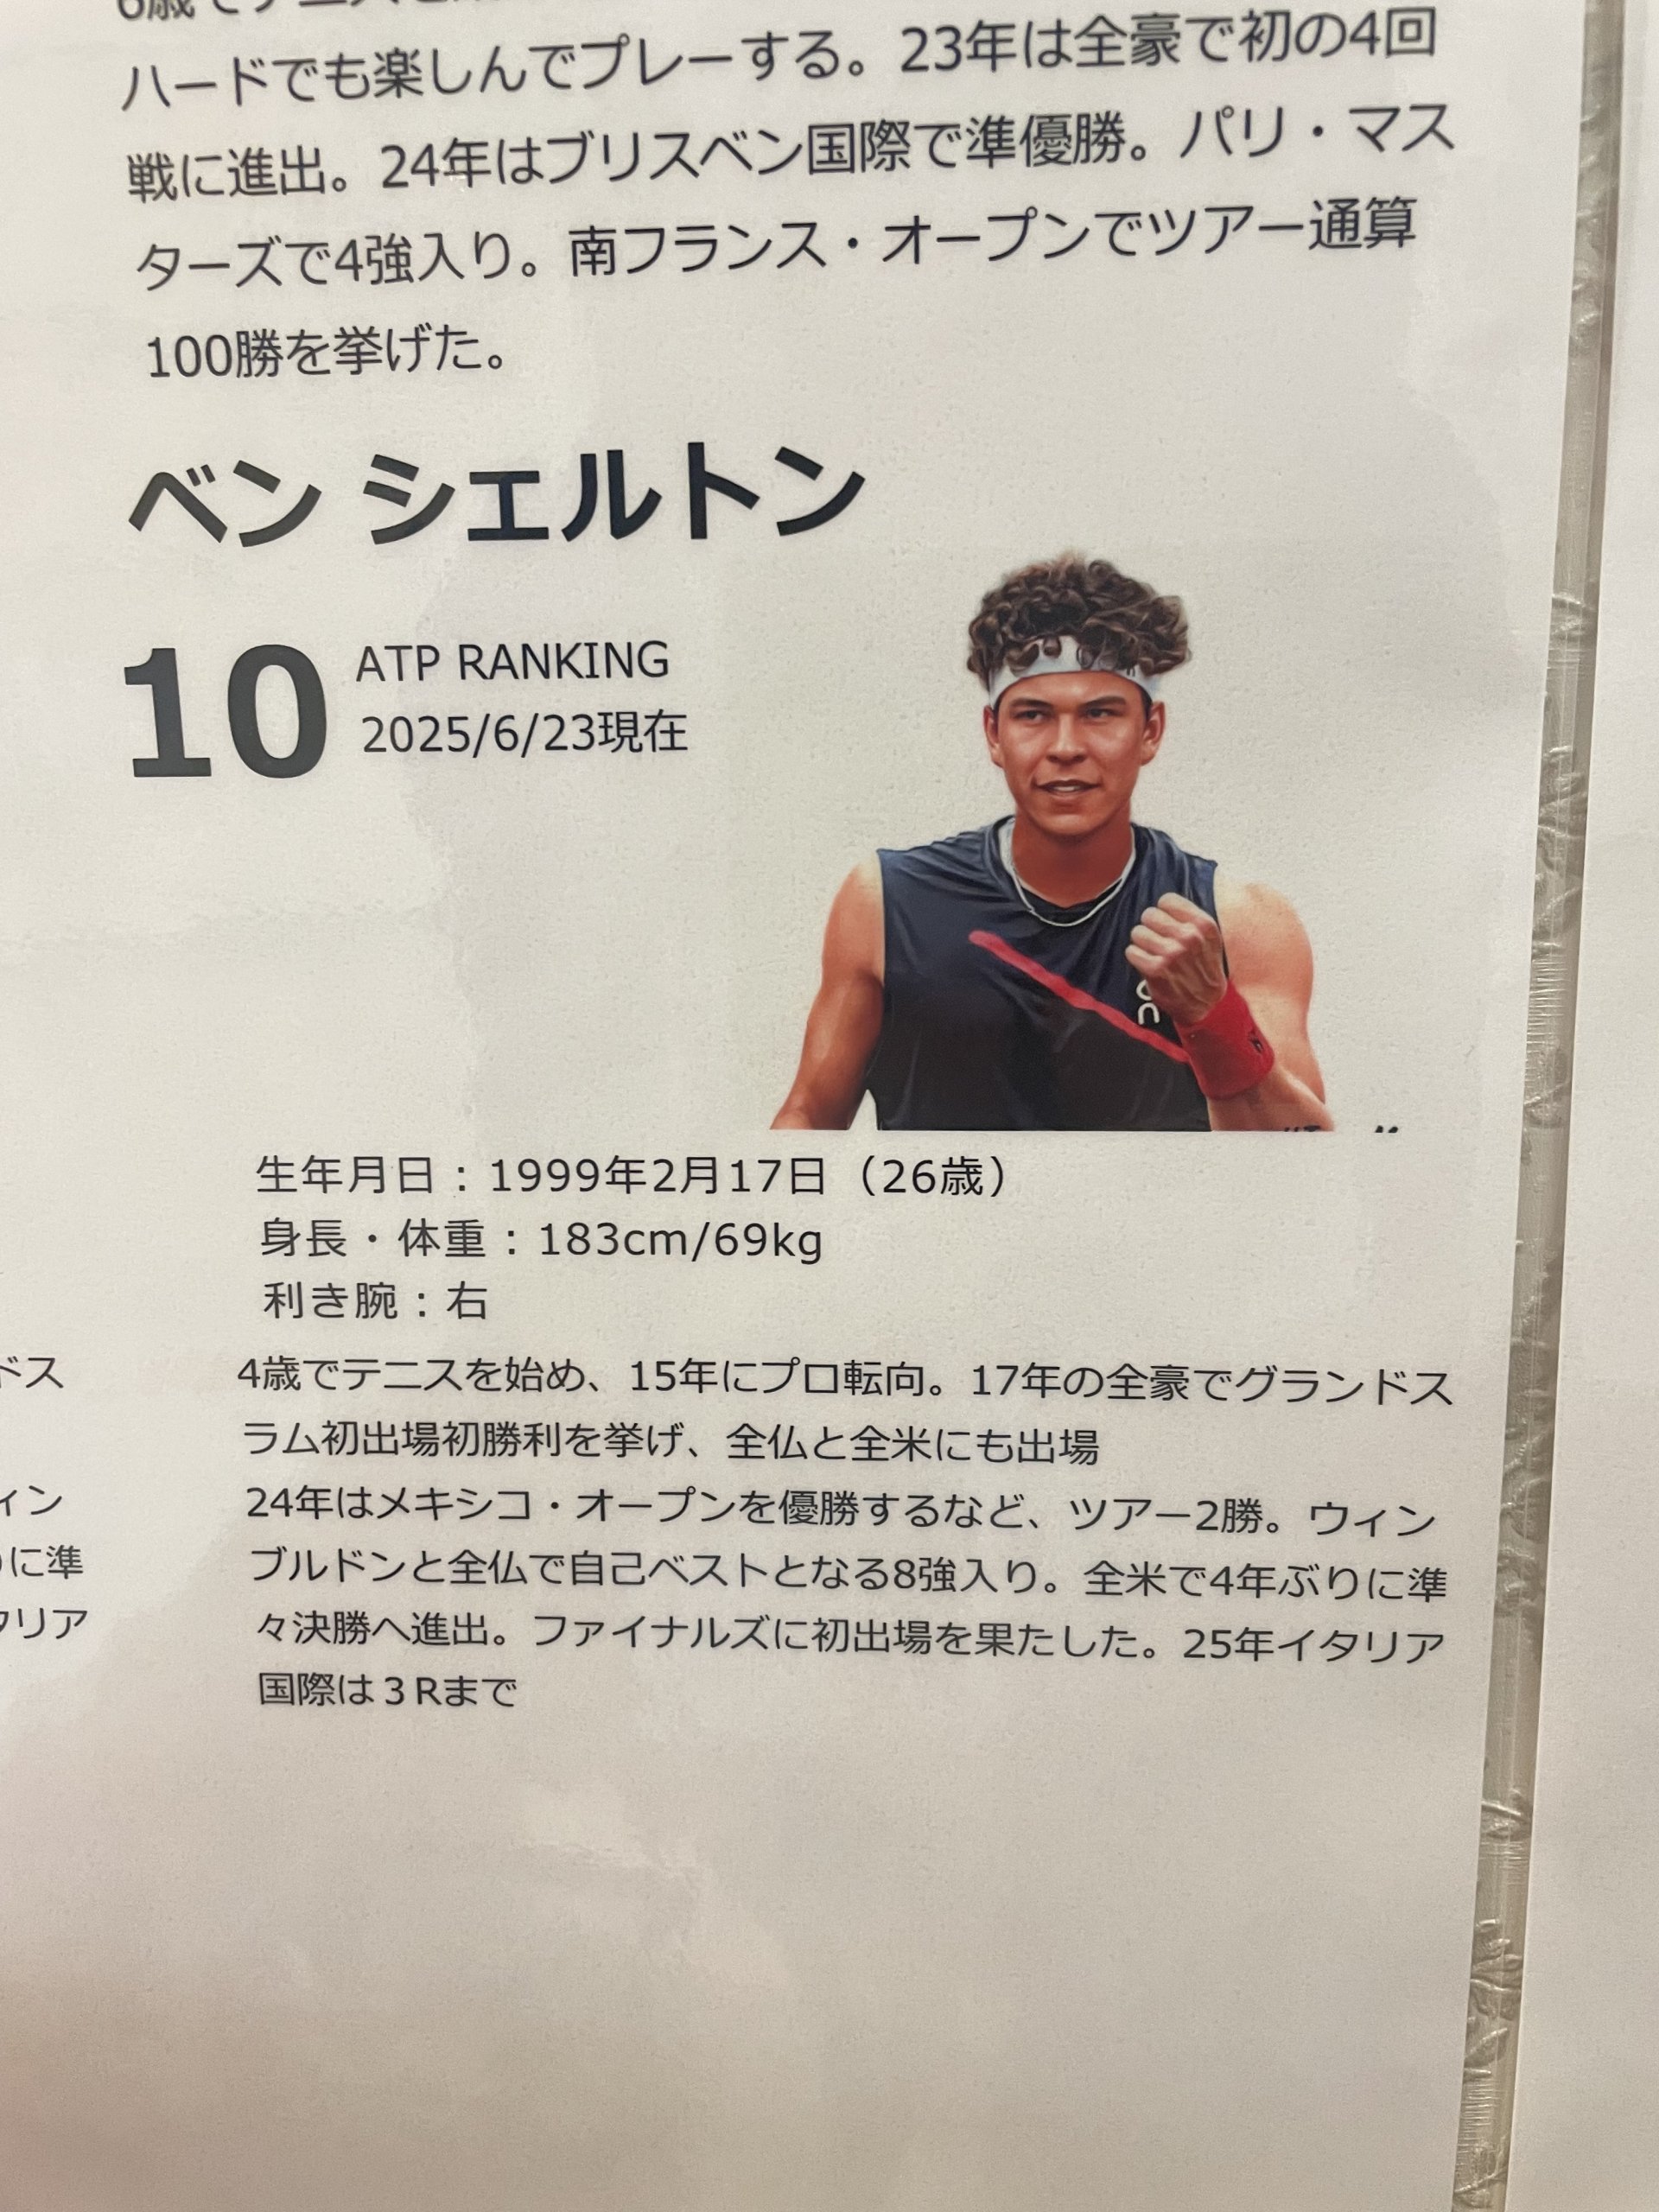 6歳でテニスを
ハードでも楽しんでプレーする。23年は全豪で初の4回
戦に進出。24年はブリスベン国際で準優勝。パリ・マス
ターズで4強入り。南フランス・オープンでツアー通算
100勝を挙げた。
ベン シェルトン
10
ATP RANKING
2025/6/23現在
生年月日：1999年2月17日（26歳）
身長・体重：183cm/69kg
利き腕：右
ドス
ィン
りに準
タリア
4歳でテニスを始め、15年にプロ転向。17年の全豪でグランドス
ラム初出場初勝利を挙げ、全仏と全米にも出場
24年はメキシコ・オープンを優勝するなど、ツアー2勝。ウィン
ブルドンと全仏で自己ベストとなる8強入り。全米で4年ぶりに準
々決勝へ進出。ファイナルズに初出場を果たした。25年イタリア
国際は３Rまで